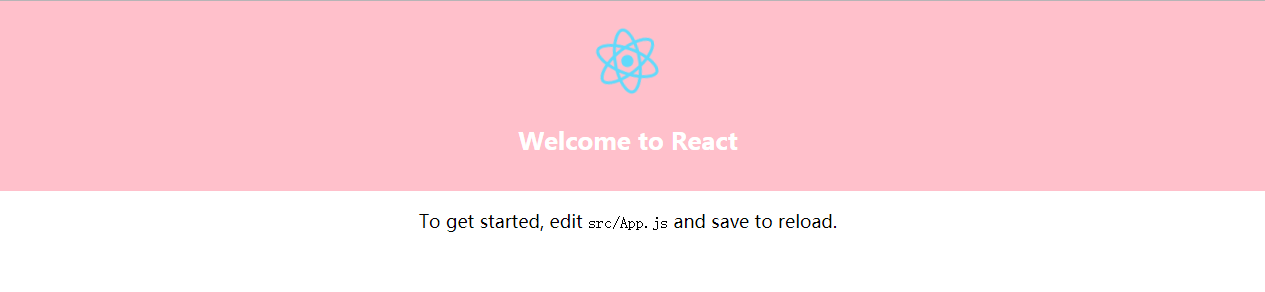 Welcome to React
To get started, edit src/App.js and save to reload.